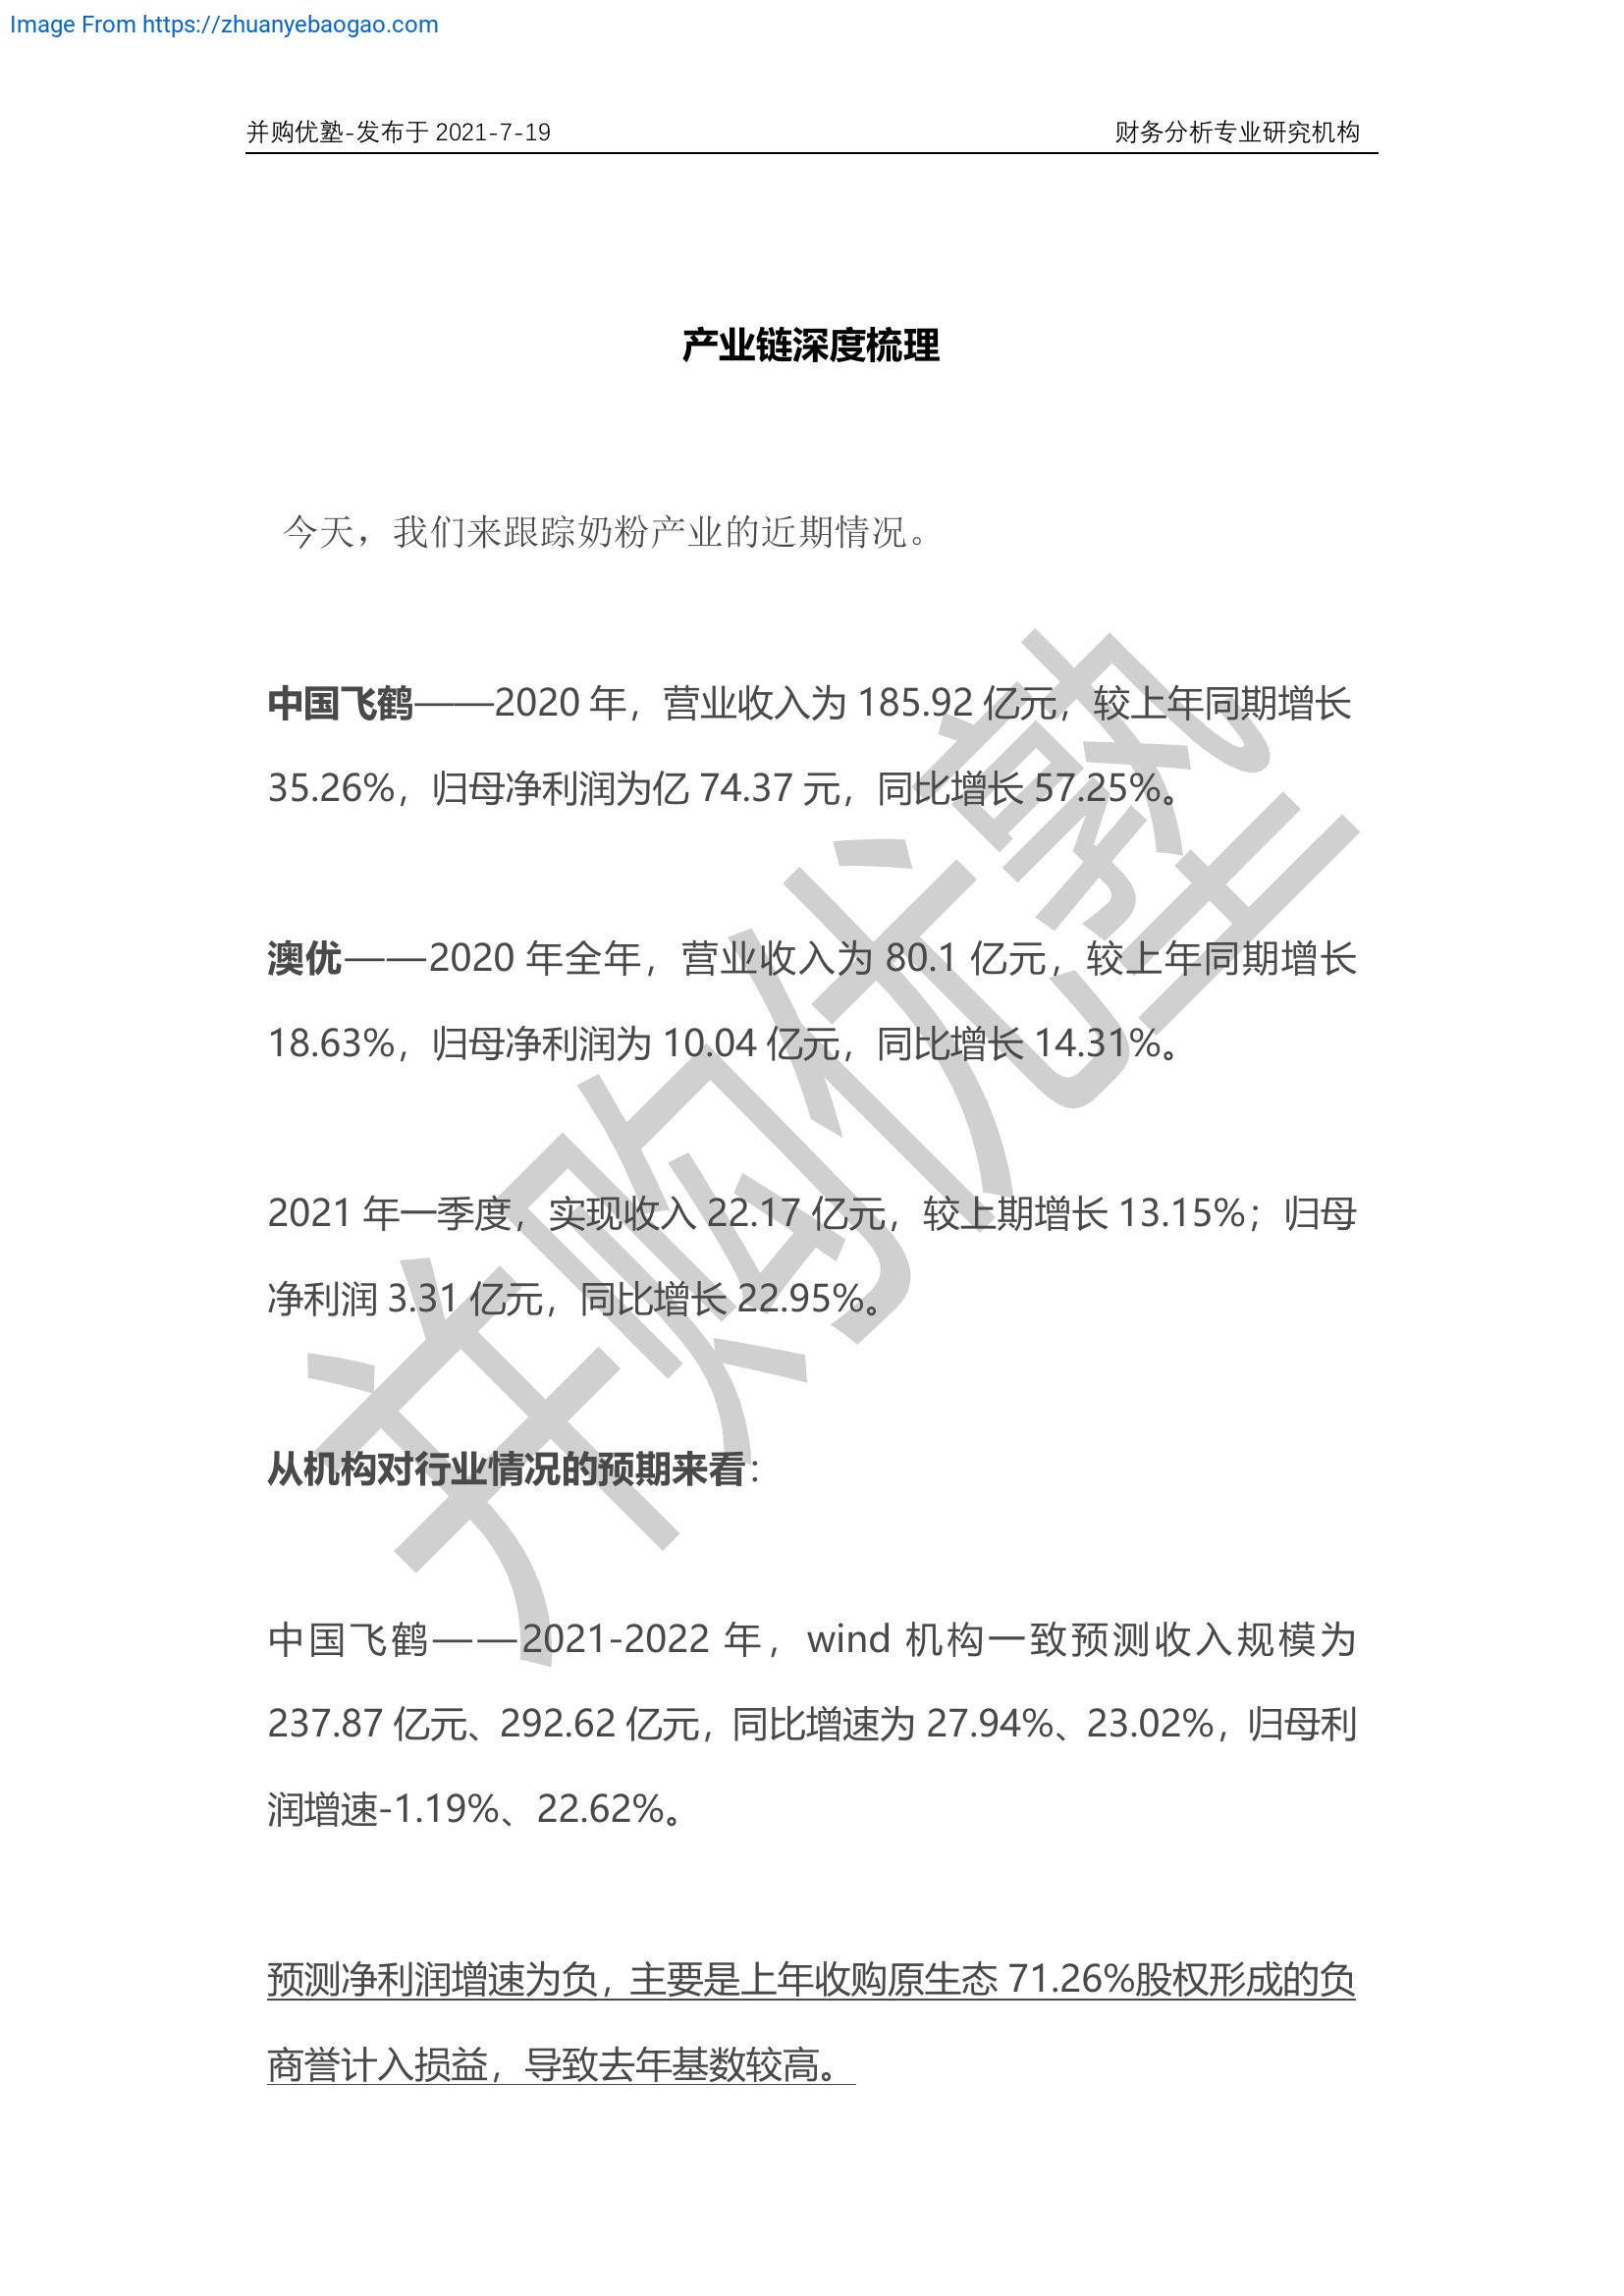 Image From https://zhuanyebaogao.com
并购优塾-发布于 2021-7-19 财务分析专业研究机构
产业链深度梳理
今天，我们来跟踪奶粉产业的近期情况。
中国飞鹤——2020 年，营业收入为 185.92 亿元，较上年同期增长
35.26%，归母净利润为亿 74.37 元，同比增长 57.25%。
澳优——2020 年全年，营业收入为 80.1 亿元，较上年同期增长
18.63%，归母净利润为 10.04 亿元，同比增长 14.31%。
2021 年一季度，实现收入 22.17 亿元，较上期增长 13.15%；归母
净利润 3.31 亿元，同比增长 22.95%。
从机构对行业情况的预期来看：
中国飞鹤——2021-2022 年，wind 机构一致预测收入规模为
237.87 亿元、292.62 亿元，同比增速为 27.94%、23.02%，归母利
润增速-1.19%、22.62%。
预测净利润增速为负，主要是上年收购原生态 71.26%股权形成的负
商誉计入损益，导致去年基数较高。
并购优塾